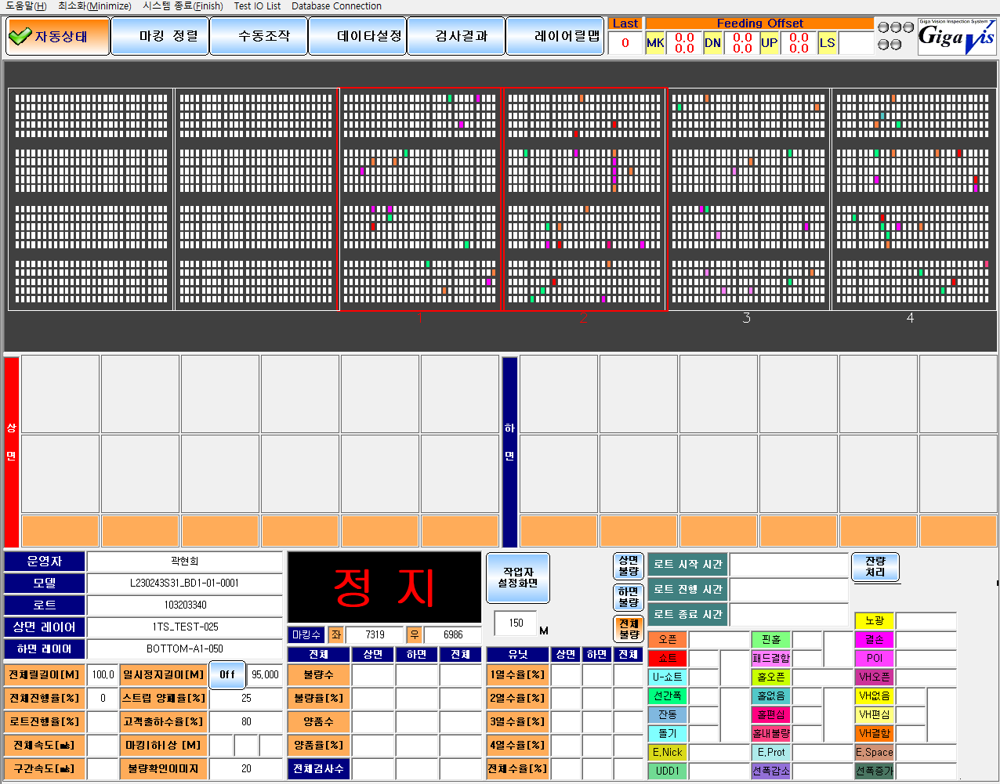 도움말(H) 최소화(Minimize) 시스템 종료(Finish) Test IO List Database Connection
자동상태 마킹 정렬 수동조작 데이타설정 검사결과 레이어릴맵
Last Feeding Offset
0 MK 0.0 0.0 DN 0.0 0.0 UP 0.0 0.0 LS
Giga Vision Inspection System
GigaVis
1 2 3 4
상면
하면
운영자 곽현희
모델 L230243S31_BD1-01-0001
로트 103203340
상면 레이어 1TS_TEST-025
하면 레이어 BOTTOM-A1-050
전체릴길이[M] 100,0 일시정지길이[M] Off 95,000
전체진행율[%] 0 스트립 양폐율[%] 25
로트진행율[%] 고객출하수율[%] 80
전체속도[㎧] 마킹|하|상 [M]
구간속도[㎧] 불량확인이미지 20
정 지
마킹수 좌 7319 우 6986
전체 상면 하면 전체
불량수
불량율[%]
양품수
양품율[%]
전체검사수
작업자
설정화면
150 M
유닛 상면 하면 전체
1열수율[%]
2열수율[%]
3열수율[%]
4열수율[%]
전체수율[%]
상면
불량
하면
불량
전체
불량
로트 시작 시간
로트 진행 시간
로트 종료 시간
잔량
처리
노광
오픈 핀홀 결손
쇼트 패드결함 POI
U-쇼트 홀오픈 VH오픈
선간폭 홀없음 VH없음
잔동 홀편심 VH편심
돌기 홀내불량 VH결함
E.Nick E.Prot E.Space
UDD1 선폭감소 선폭증가